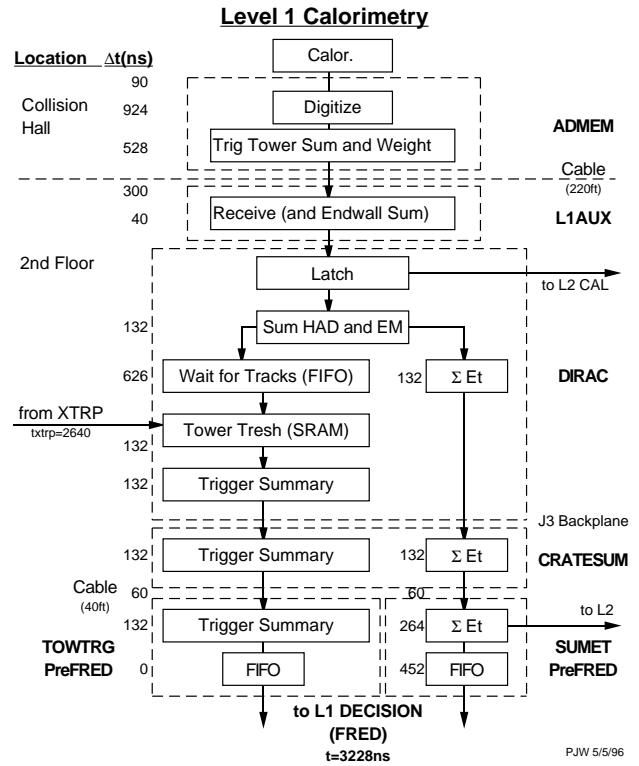 Level 1 Calorimetry
Location Δt(ns)
Calor.
90
Collision Hall
924
Digitize
528
Trig Tower Sum and Weight
ADMEM
Cable
(220ft)
300
40
Receive (and Endwall Sum)
L1AUX
2nd Floor
Latch
to L2 CAL
132
Sum HAD and EM
626
Wait for Tracks (FIFO)
132
Σ Et
DIRAC
from XTRP
txtrp=2640
Tower Tresh (SRAM)
132
132
Trigger Summary
J3 Backplane
132
Trigger Summary
132
Σ Et
CRATESUM
Cable
(40ft)
60
60
132
Trigger Summary
264
Σ Et
to L2
TOWTRG
PreFRED
0
FIFO
452
FIFO
SUMET
PreFRED
to L1 DECISION
(FRED)
t=3228ns
PJW 5/5/96